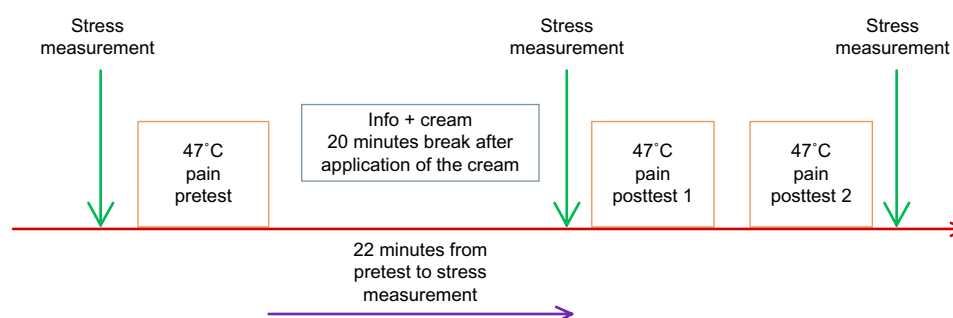 Stress
measurement
Stress
measurement
Stress
measurement
47˚C
pain
pretest
Info + cream
20 minutes break after
application of the cream
47˚C
pain
posttest 1
47˚C
pain
posttest 2
22 minutes from
pretest to stress
measurement